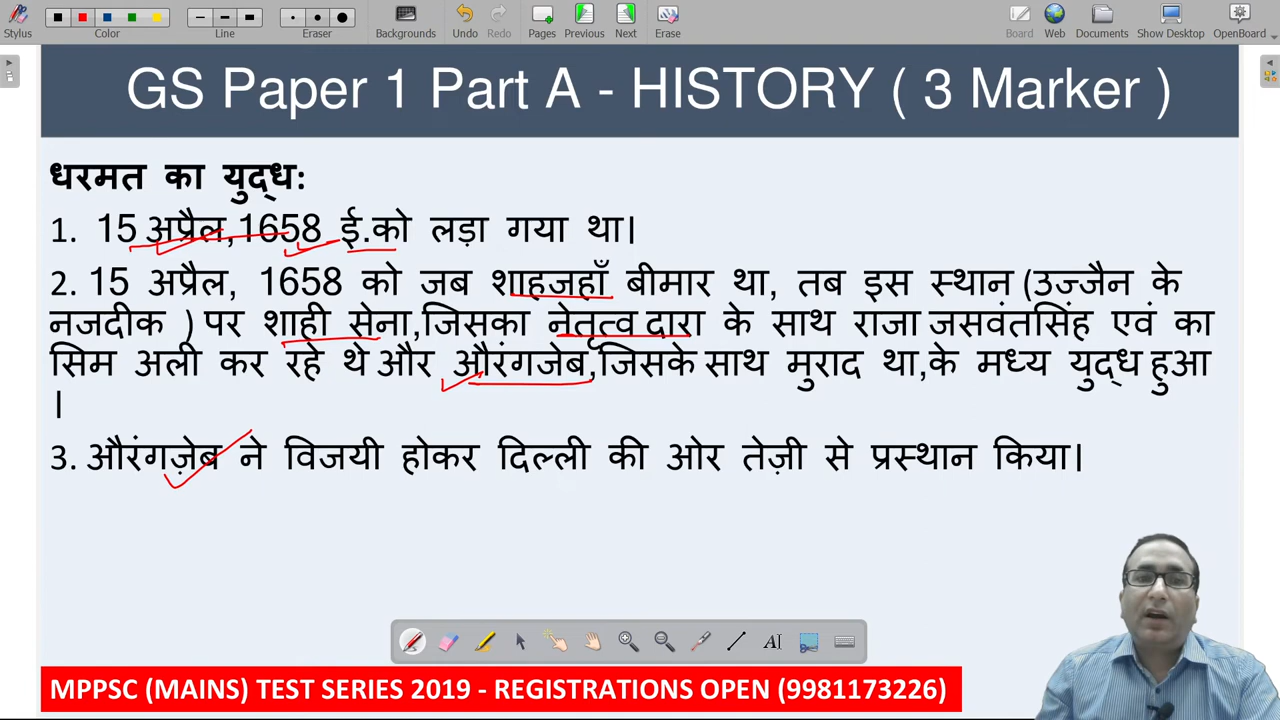 Stylus Color Line Eraser Backgrounds Undo Redo Pages Previous Next Erase Board Web Documents Show Desktop OpenBoard
GS Paper 1 Part A - HISTORY ( 3 Marker )
धरमत का युद्ध:
1. 15 अप्रैल,1658 ई.को लड़ा गया था।
2. 15 अप्रैल, 1658 को जब शाहजहाँ बीमार था, तब इस स्थान (उज्जैन के
नजदीक ) पर शाही सेना,जिसका नेतृत्व दारा के साथ राजा जसवंतसिंह एवं का
सिम अली कर रहे थे और औरंगजेब,जिसके साथ मुराद था,के मध्य युद्ध हुआ
।
3. औरंगज़ेब ने विजयी होकर दिल्ली की ओर तेज़ी से प्रस्थान किया।
MPPSC (MAINS) TEST SERIES 2019 - REGISTRATIONS OPEN (9981173226)